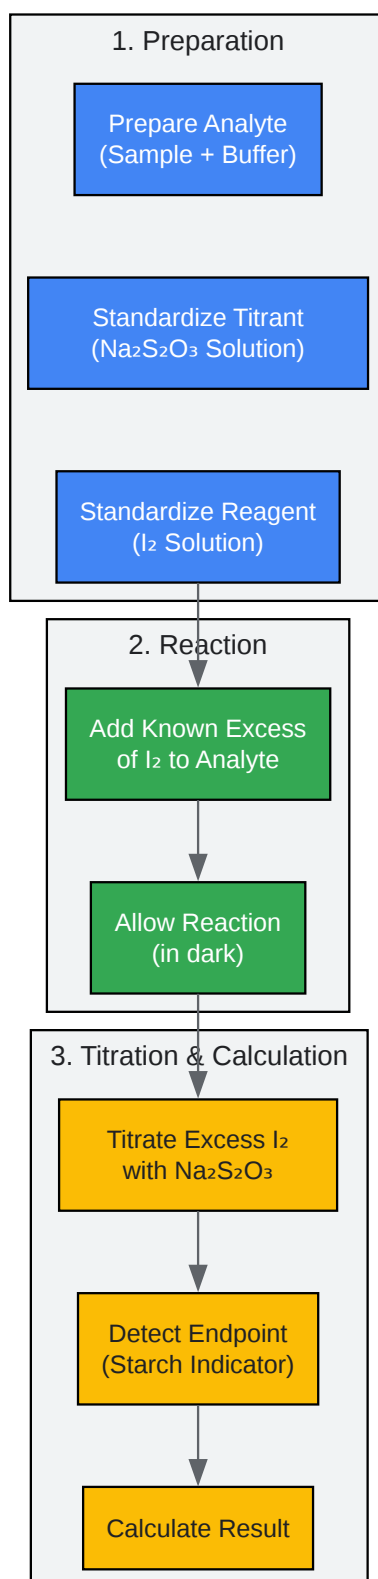 1. Preparation
Prepare Analyte
(Sample + Buffer)
Standardize Titrant
(Na₂S₂O₃ Solution)
Standardize Reagent
(I₂ Solution)
2. Reaction
Add Known Excess
of I₂ to Analyte
Allow Reaction
(in dark)
3. Titration & Calculation
Titrate Excess I₂
with Na₂S₂O₃
Detect Endpoint
(Starch Indicator)
Calculate Result